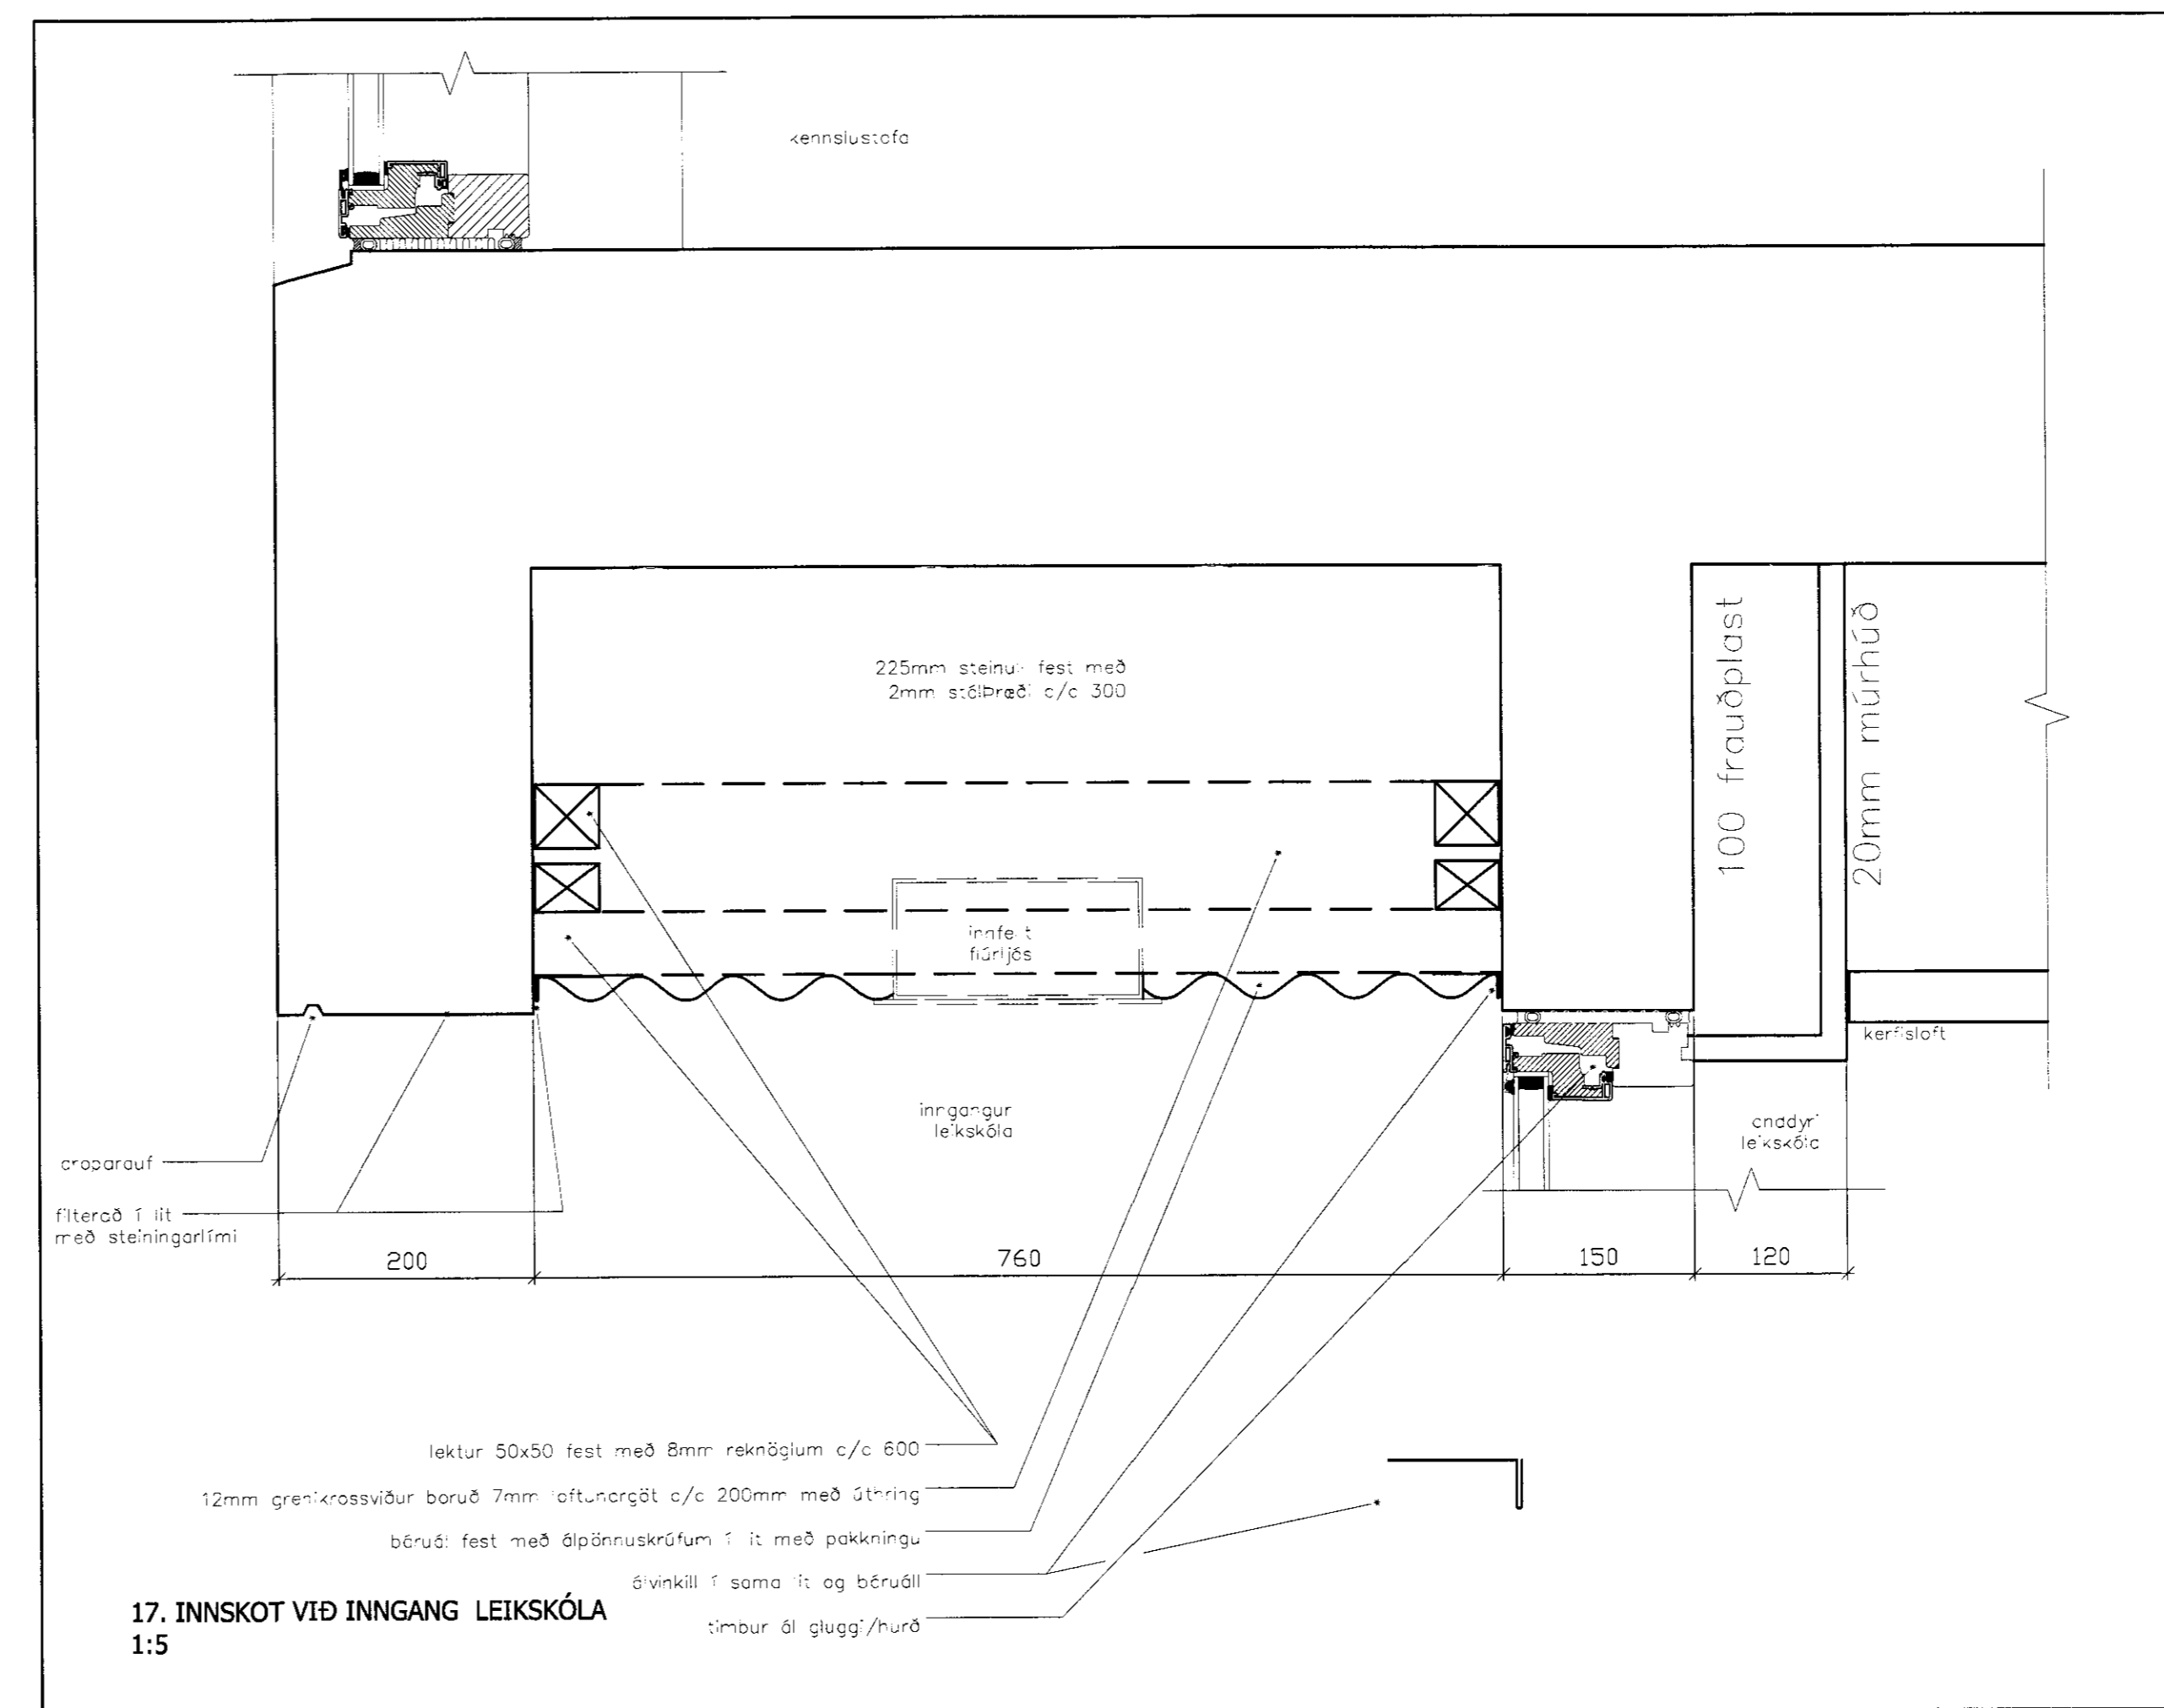 kennslustofa
225mm steinull fest með
2mm stálþræði c/c 300
100 frauðplast
20mm múrhúð
innfellt
flúrljós
kerfisloft
inngangur
leikskóla
anddyri
leikskóla
droparauf
filterað í lit
með steiningarlími
200
760
150
120
lektur 50x50 fest með 8mm reknöglum c/c 600
12mm grenikrossviður boruð 7mm loftunargöt c/c 200mm með úthring
báruál fest með álpönnuskrúfum í lit með pakkningu
álvinkill í sama lit og báruáll
timbur ál gluggi/hurð
17. INNSKOT VIÐ INNGANG LEIKSKÓLA
1:5